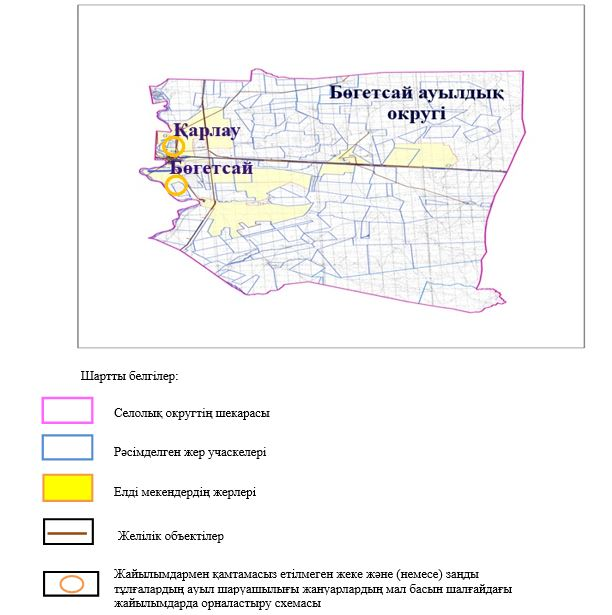 Бөгетсай ауылдық
округі
Қарлау
Бөгетсай
Шартты белгілер:
Селолық округтің шекарасы
Рәсімделген жер учаскелері
Елді мекендердің жерлері
Желілік объектілер
Жайылымдармен қамтамасыз етілмеген жеке және (немесе) заңды
тұлғалардың ауыл шаруашылығы жануарлардың мал басын шалғайдағы
жайылымдарда орналастыру схемасы